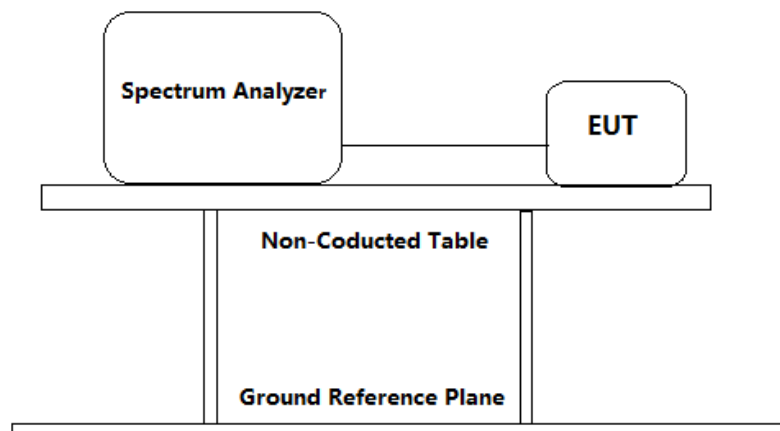 Spectrum Analyzer
EUT
Non-Coducted Table
Ground Reference Plane